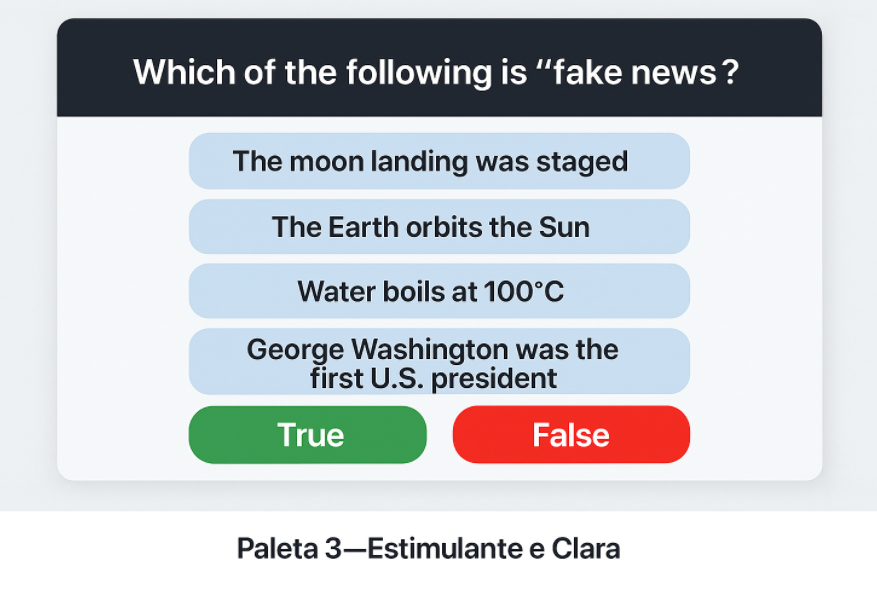 Which of the following is “fake news?
The moon landing was staged
The Earth orbits the Sun
Water boils at 100°C
George Washington was the
first U.S. president
True
False
Paleta 3—Estimulante e Clara